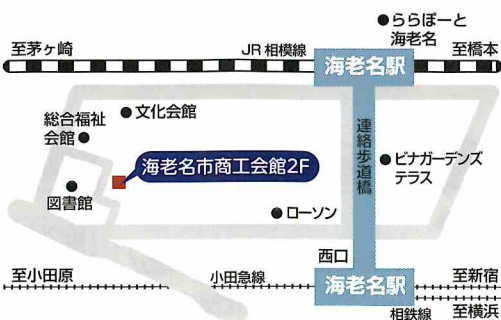 ららぽーと
海老名
至茅ヶ崎
JR相模線
海老名駅
至橋本
文化会館
総合福祉
会館
海老名市商工会館2F
連絡歩道橋
ビナガーデンズ
テラス
図書館
ローソン
西口
至小田原
小田急線
海老名駅
至新宿
相鉄線
至横浜